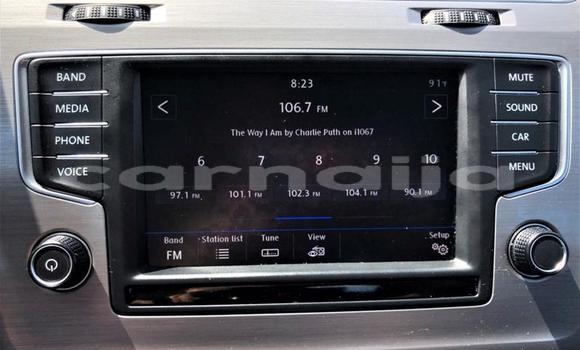 BAND
MEDIA
PHONE
VOICE
8:23
91°F
106.7 FM
The Way I Am by Charlie Puth on i1067
6 7 8 9 10
97.1 FM 101.1 FM 102.3 FM 104.1 FM 90.1 FM
Band Station list Tune View Setup
FM
MUTE
SOUND
CAR
MENU
carnaija